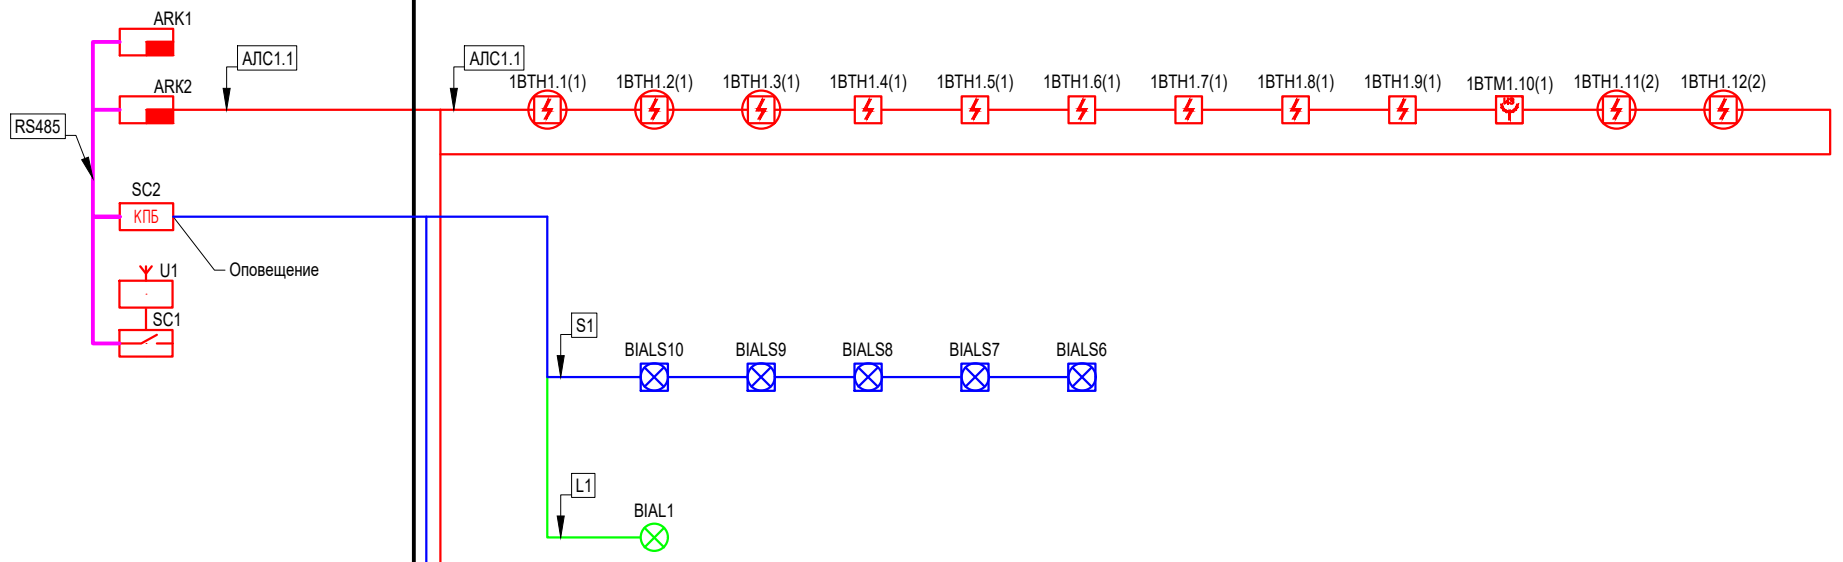 ARK1
АЛС1.1
АЛС1.1
ARK2
1BTH1.1(1)
1BTH1.2(1)
1BTH1.3(1)
1BTH1.4(1)
1BTH1.5(1)
1BTH1.6(1)
1BTH1.7(1)
1BTH1.8(1)
1BTH1.9(1)
1BTM1.10(1)
1BTH1.11(2)
1BTH1.12(2)
RS485
SC2
КПБ
Оповещение
U1
SC1
S1
BIALS10
BIALS9
BIALS8
BIALS7
BIALS6
L1
BIAL1